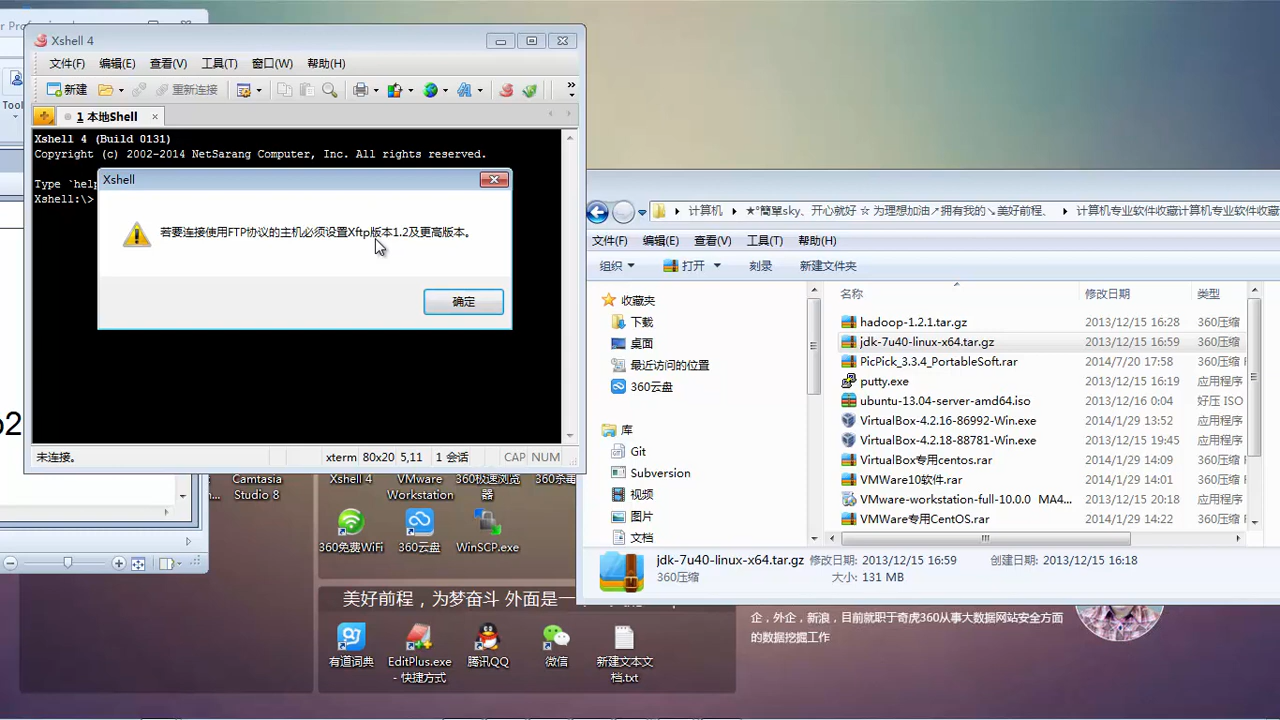 r Professional
Xshell 4
文件(F) 编辑(E) 查看(V) 工具(T) 窗口(W) 帮助(H)
新建 重新连接
1 本地Shell
Xshell 4 (Build 0131)
Copyright (c) 2002-2014 NetSarang Computer, Inc. All rights reserved.
Type `help
Xshell:\>
Xshell
若要连接使用FTP协议的主机必须设置Xftp版本1.2及更高版本。
确定
未连接。 xterm 80x20 5,11 1 会话 CAP NUM
Tool
o2
计算机 ★°簡單sky、开心就好 ☆ 为理想加油↗拥有我的↘美好前程、 计算机专业软件收藏计算机专业软件收藏
文件(F) 编辑(E) 查看(V) 工具(T) 帮助(H)
组织 打开 刻录 新建文件夹
收藏夹
下载
桌面
最近访问的位置
360云盘
库
Git
Subversion
视频
图片
文档
名称 修改日期 类型
hadoop-1.2.1.tar.gz 2013/12/15 16:28 360压缩
jdk-7u40-linux-x64.tar.gz 2013/12/15 16:59 360压缩
PicPick_3.3.4_PortableSoft.rar 2014/7/20 17:58 360压缩
putty.exe 2013/12/15 16:19 应用程序
ubuntu-13.04-server-amd64.iso 2013/12/16 0:04 好压 ISO
VirtualBox-4.2.16-86992-Win.exe 2014/1/29 13:52 应用程序
VirtualBox-4.2.18-88781-Win.exe 2013/12/15 19:45 应用程序
VirtualBox专用centos.rar 2014/1/29 14:09 360压缩
VMWare10软件.rar 2014/1/29 14:01 360压缩
VMware-workstation-full-10.0.0 MA4... 2013/12/15 20:18 应用程序
VMWare专用CentOS.rar 2014/1/29 14:22 360压缩
jdk-7u40-linux-x64.tar.gz 修改日期: 2013/12/15 16:59 创建日期: 2013/12/15 16:18
360压缩 大小: 131 MB
Camtasia Studio 8
Xshell 4
VMware Workstation
360极速浏览器
360杀毒
360免费WiFi
360云盘
WinSCP.exe
美好前程，为梦奋斗 外面是一
有道词典
EditPlus.exe - 快捷方式
腾讯QQ
微信
新建文本文档.txt
企，外企，新浪，目前就职于奇虎360从事大数据网站安全方面
的数据挖掘工作